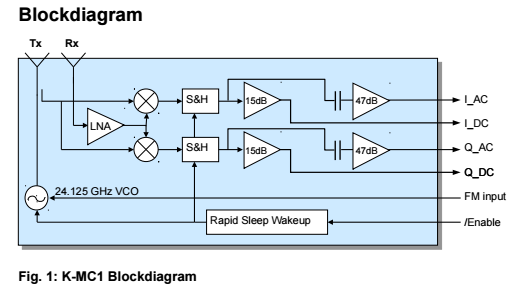 Blockdiagram
Tx Rx
S&H 15dB 47dB I_AC
LNA I_DC
S&H 15dB 47dB Q_AC
Q_DC
24.125 GHz VCO FM input
Rapid Sleep Wakeup /Enable
Fig. 1: K-MC1 Blockdiagram